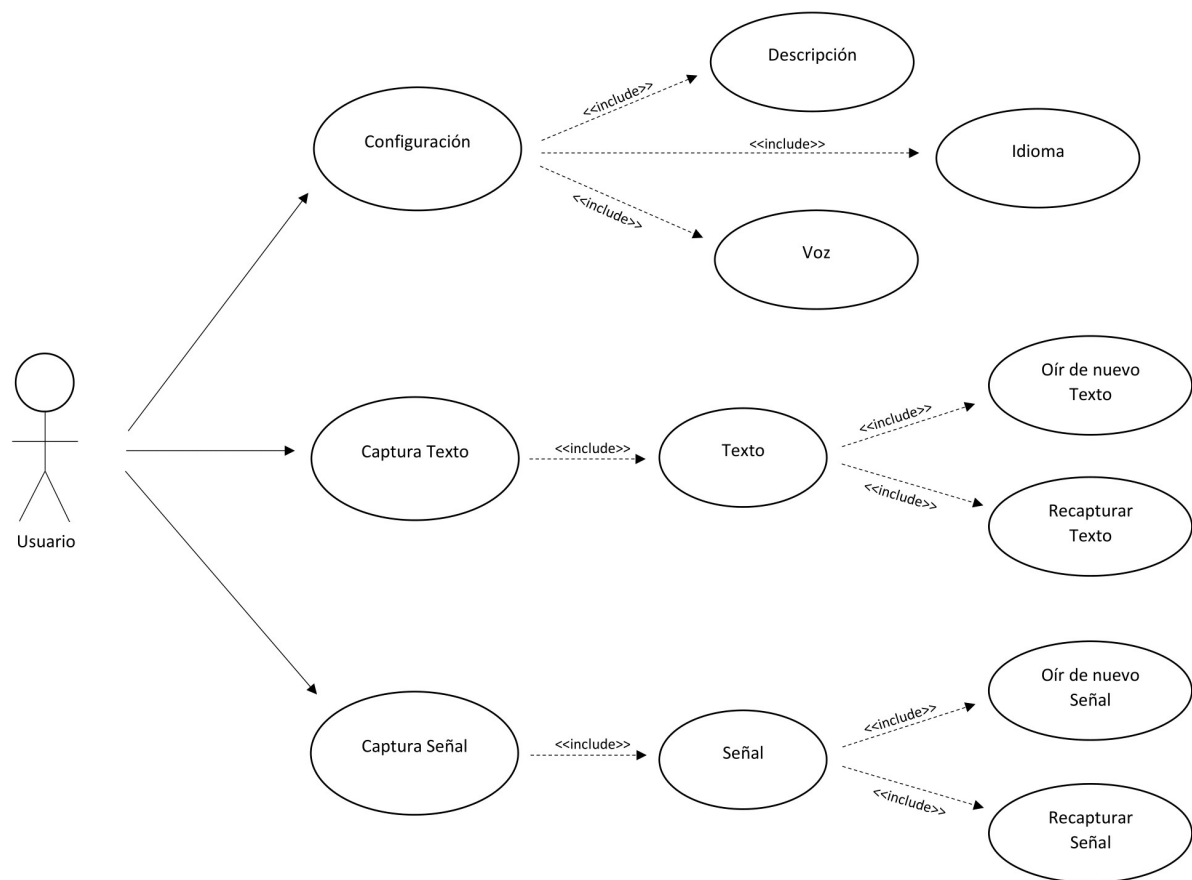 Descripción
<<include>>
Configuración
<<include>>
Idioma
<<include>>
Voz
Usuario
Captura Texto
<<include>>
Texto
<<include>>
Oír de nuevo
Texto
<<include>>
Recapturar
Texto
Captura Señal
<<include>>
Señal
<<include>>
Oír de nuevo
Señal
<<include>>
Recapturar
Señal